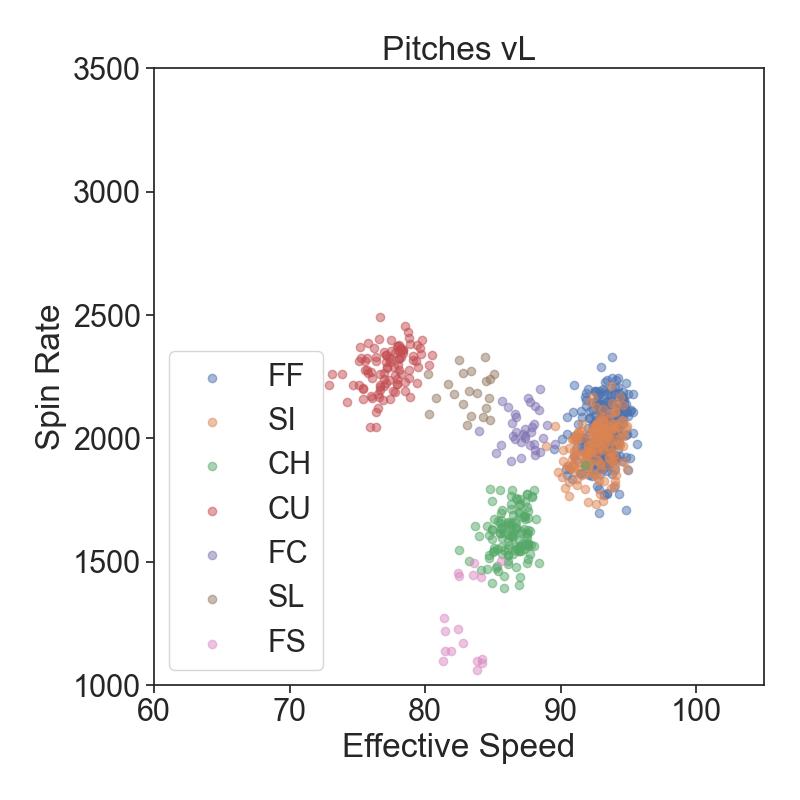 Pitches vL
3500
3000
2500
2000
1500
1000
Spin Rate
FF
SI
CH
CU
FC
SL
FS
60 70 80 90 100
Effective Speed